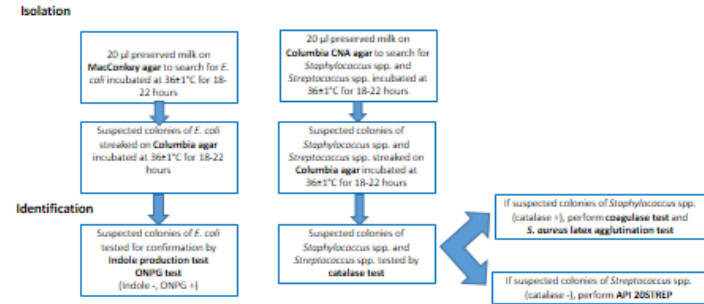 Isolation
20 µl preserved milk on
MacConkey agar to search for E.
coli incubated at 36±1°C for 18-
22 hours
20 µl preserved milk on
Columbia CNA agar to search for
Staphylococcus spp. and
Streptococcus spp. incubated at
36±1°C for 18-22 hours
Suspected colonies of E. coli
streaked on Columbia agar
incubated at 36±1°C for 18-22
hours
Suspected colonies of
Staphylococcus spp. and
Streptococcus spp. streaked on
Columbia agar incubated at
36±1°C for 18-22 hours
Identification
Suspected colonies of E. coli
tested for confirmation by
Indole production test
ONPG test
(Indole -, ONPG +)
Suspected colonies of
Staphylococcus spp. and
Streptococcus spp. tested by
catalase test
If suspected colonies of Staphylococcus spp.
(catalase +), perform coagulase test and
S. aureus latex agglutination test
If suspected colonies of Streptococcus spp.
(catalase -), perform API 20STREP